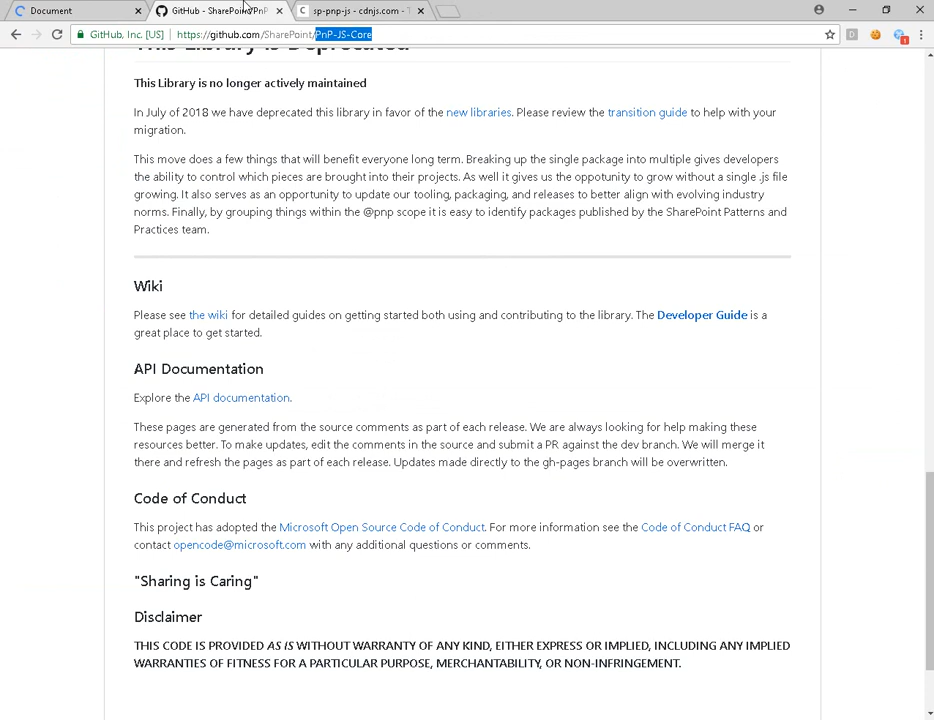 Document
GitHub - SharePoint/PnP
sp-pnp-js - cdnjs.com - T
GitHub, Inc. [US] | https://github.com/SharePoint/PnP-JS-Core
This Library is Deprecated
This Library is no longer actively maintained
In July of 2018 we have deprecated this library in favor of the new libraries. Please review the transition guide to help with your
migration.
This move does a few things that will benefit everyone long term. Breaking up the single package into multiple gives developers
the ability to control which pieces are brought into their projects. As well it gives us the oppotunity to grow without a single .js file
growing. It also serves as an opportunity to update our tooling, packaging, and releases to better align with evolving industry
norms. Finally, by grouping things within the @pnp scope it is easy to identify packages published by the SharePoint Patterns and
Practices team.
Wiki
Please see the wiki for detailed guides on getting started both using and contributing to the library. The Developer Guide is a
great place to get started.
API Documentation
Explore the API documentation.
These pages are generated from the source comments as part of each release. We are always looking for help making these
resources better. To make updates, edit the comments in the source and submit a PR against the dev branch. We will merge it
there and refresh the pages as part of each release. Updates made directly to the gh-pages branch will be overwritten.
Code of Conduct
This project has adopted the Microsoft Open Source Code of Conduct. For more information see the Code of Conduct FAQ or
contact opencode@microsoft.com with any additional questions or comments.
"Sharing is Caring"
Disclaimer
THIS CODE IS PROVIDED AS IS WITHOUT WARRANTY OF ANY KIND, EITHER EXPRESS OR IMPLIED, INCLUDING ANY IMPLIED
WARRANTIES OF FITNESS FOR A PARTICULAR PURPOSE, MERCHANTABILITY, OR NON-INFRINGEMENT.